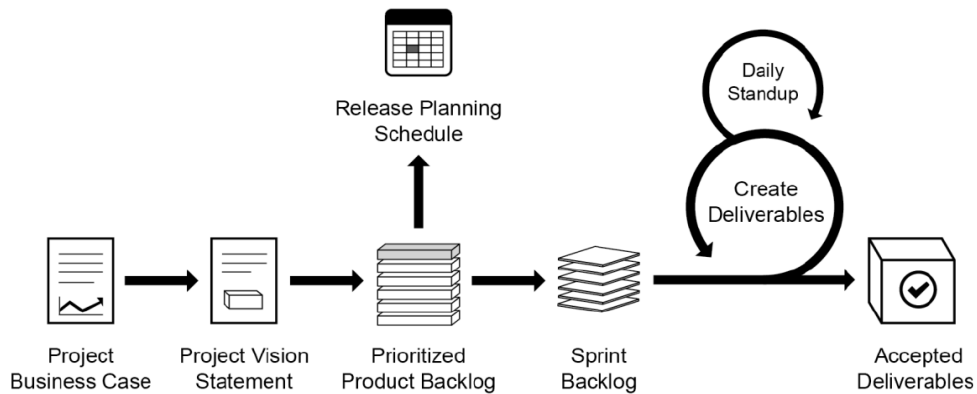 Release Planning
Schedule
Daily
Standup
Create
Deliverables
Project
Business Case
Project Vision
Statement
Prioritized
Product Backlog
Sprint
Backlog
Accepted
Deliverables